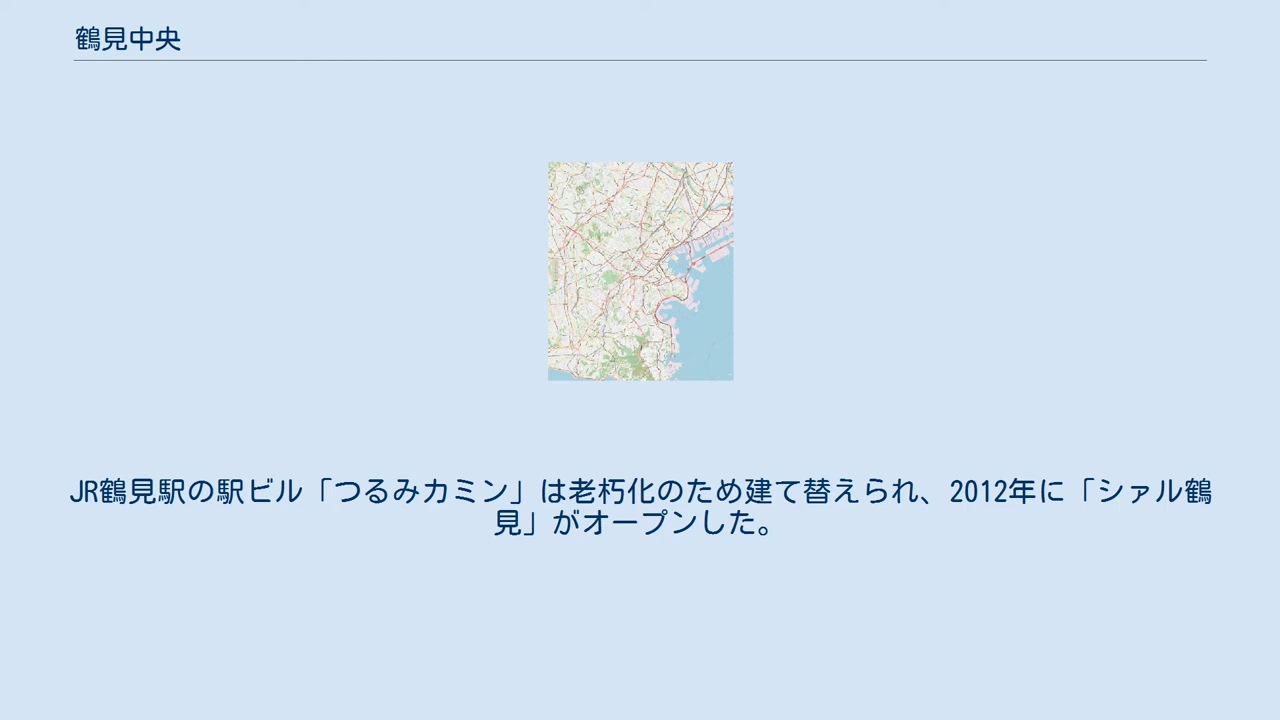 鶴見中央
JR鶴見駅の駅ビル「つるみカミン」は老朽化のため建て替えられ、2012年に「シァル鶴
見」がオープンした。